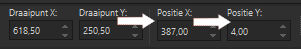 Draaipunt X: Draaipunt Y: Positie X: Positie Y:
618,50 250,50 387,00 4,00